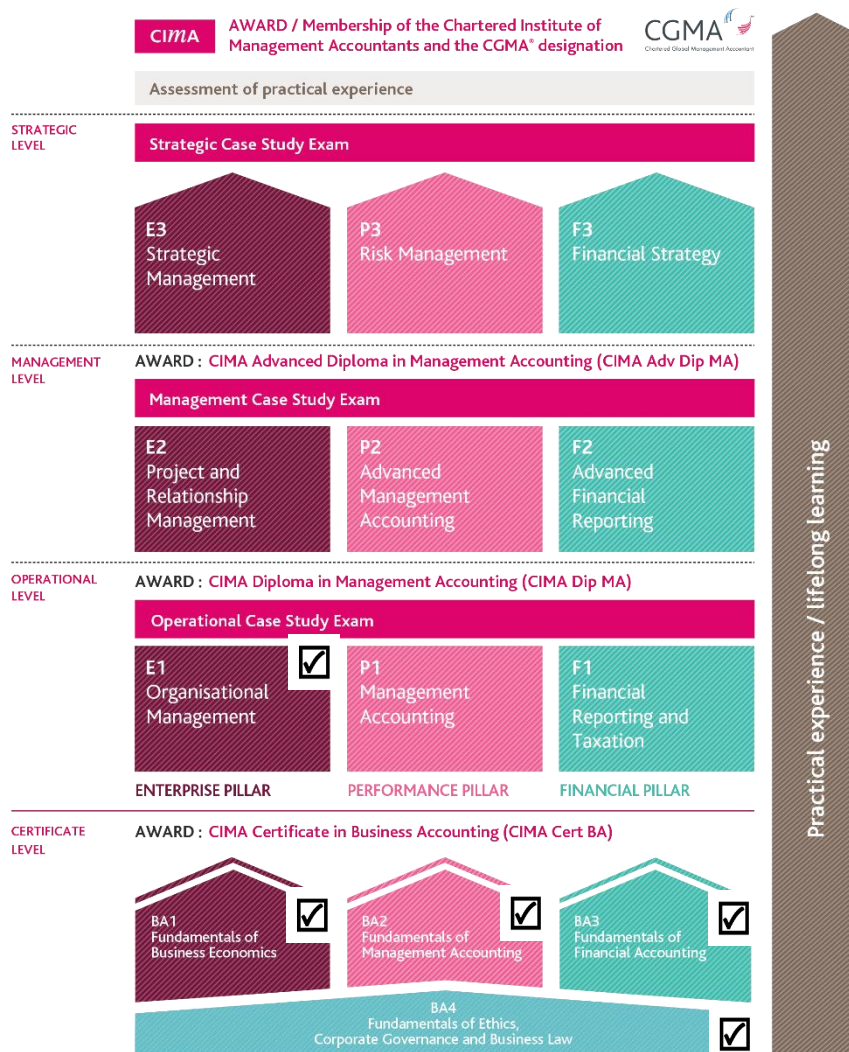 CIMA
AWARD / Membership of the Chartered Institute of
Management Accountants and the CGMA® designation
CGMA
Chartered Global Management Accountant
Assessment of practical experience
STRATEGIC
LEVEL
Strategic Case Study Exam
E3
Strategic
Management
P3
Risk Management
F3
Financial Strategy
MANAGEMENT
LEVEL
AWARD : CIMA Advanced Diploma in Management Accounting (CIMA Adv Dip MA)
Management Case Study Exam
E2
Project and
Relationship
Management
P2
Advanced
Management
Accounting
F2
Advanced
Financial
Reporting
OPERATIONAL
LEVEL
AWARD : CIMA Diploma in Management Accounting (CIMA Dip MA)
Operational Case Study Exam
E1
Organisational
Management
P1
Management
Accounting
F1
Financial
Reporting and
Taxation
ENTERPRISE PILLAR
PERFORMANCE PILLAR
FINANCIAL PILLAR
CERTIFICATE
LEVEL
AWARD : CIMA Certificate in Business Accounting (CIMA Cert BA)
BA1
Fundamentals of
Business Economics
BA2
Fundamentals of
Management Accounting
BA3
Fundamentals of
Financial Accounting
BA4
Fundamentals of Ethics,
Corporate Governance and Business Law
Practical experience / lifelong learning